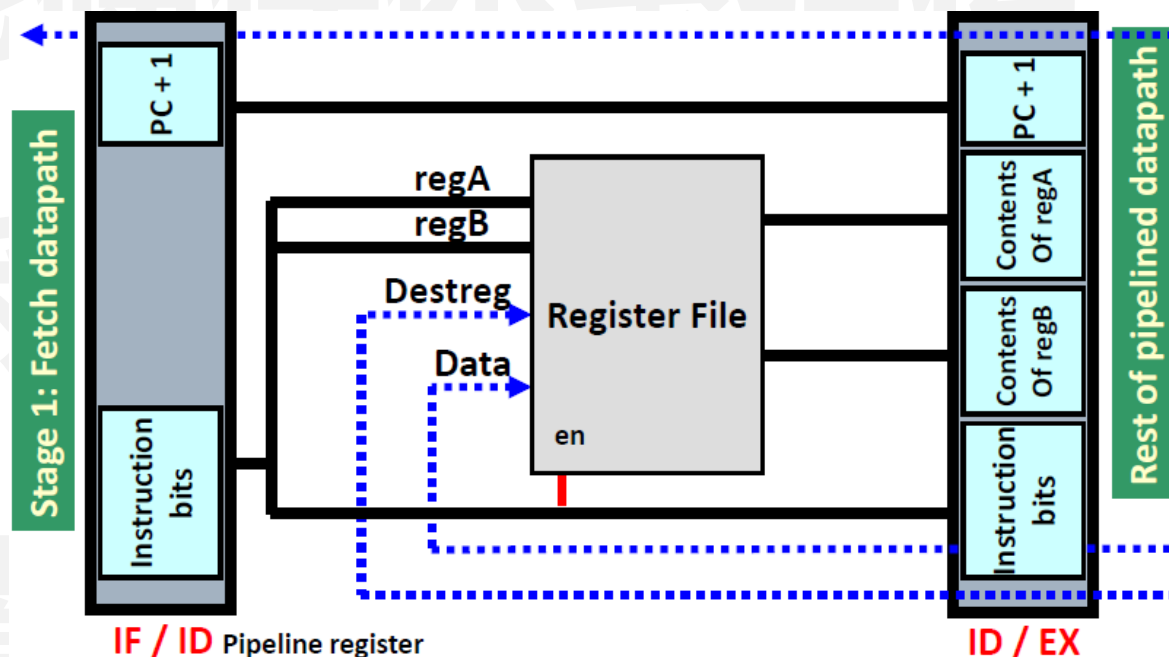 Stage 1: Fetch datapath
PC + 1
Instruction
bits
regA
regB
Destreg
Data
Register File
en
PC + 1
Contents
Of regA
Contents
Of regB
Instruction
bits
Rest of pipelined datapath
IF / ID Pipeline register
ID / EX